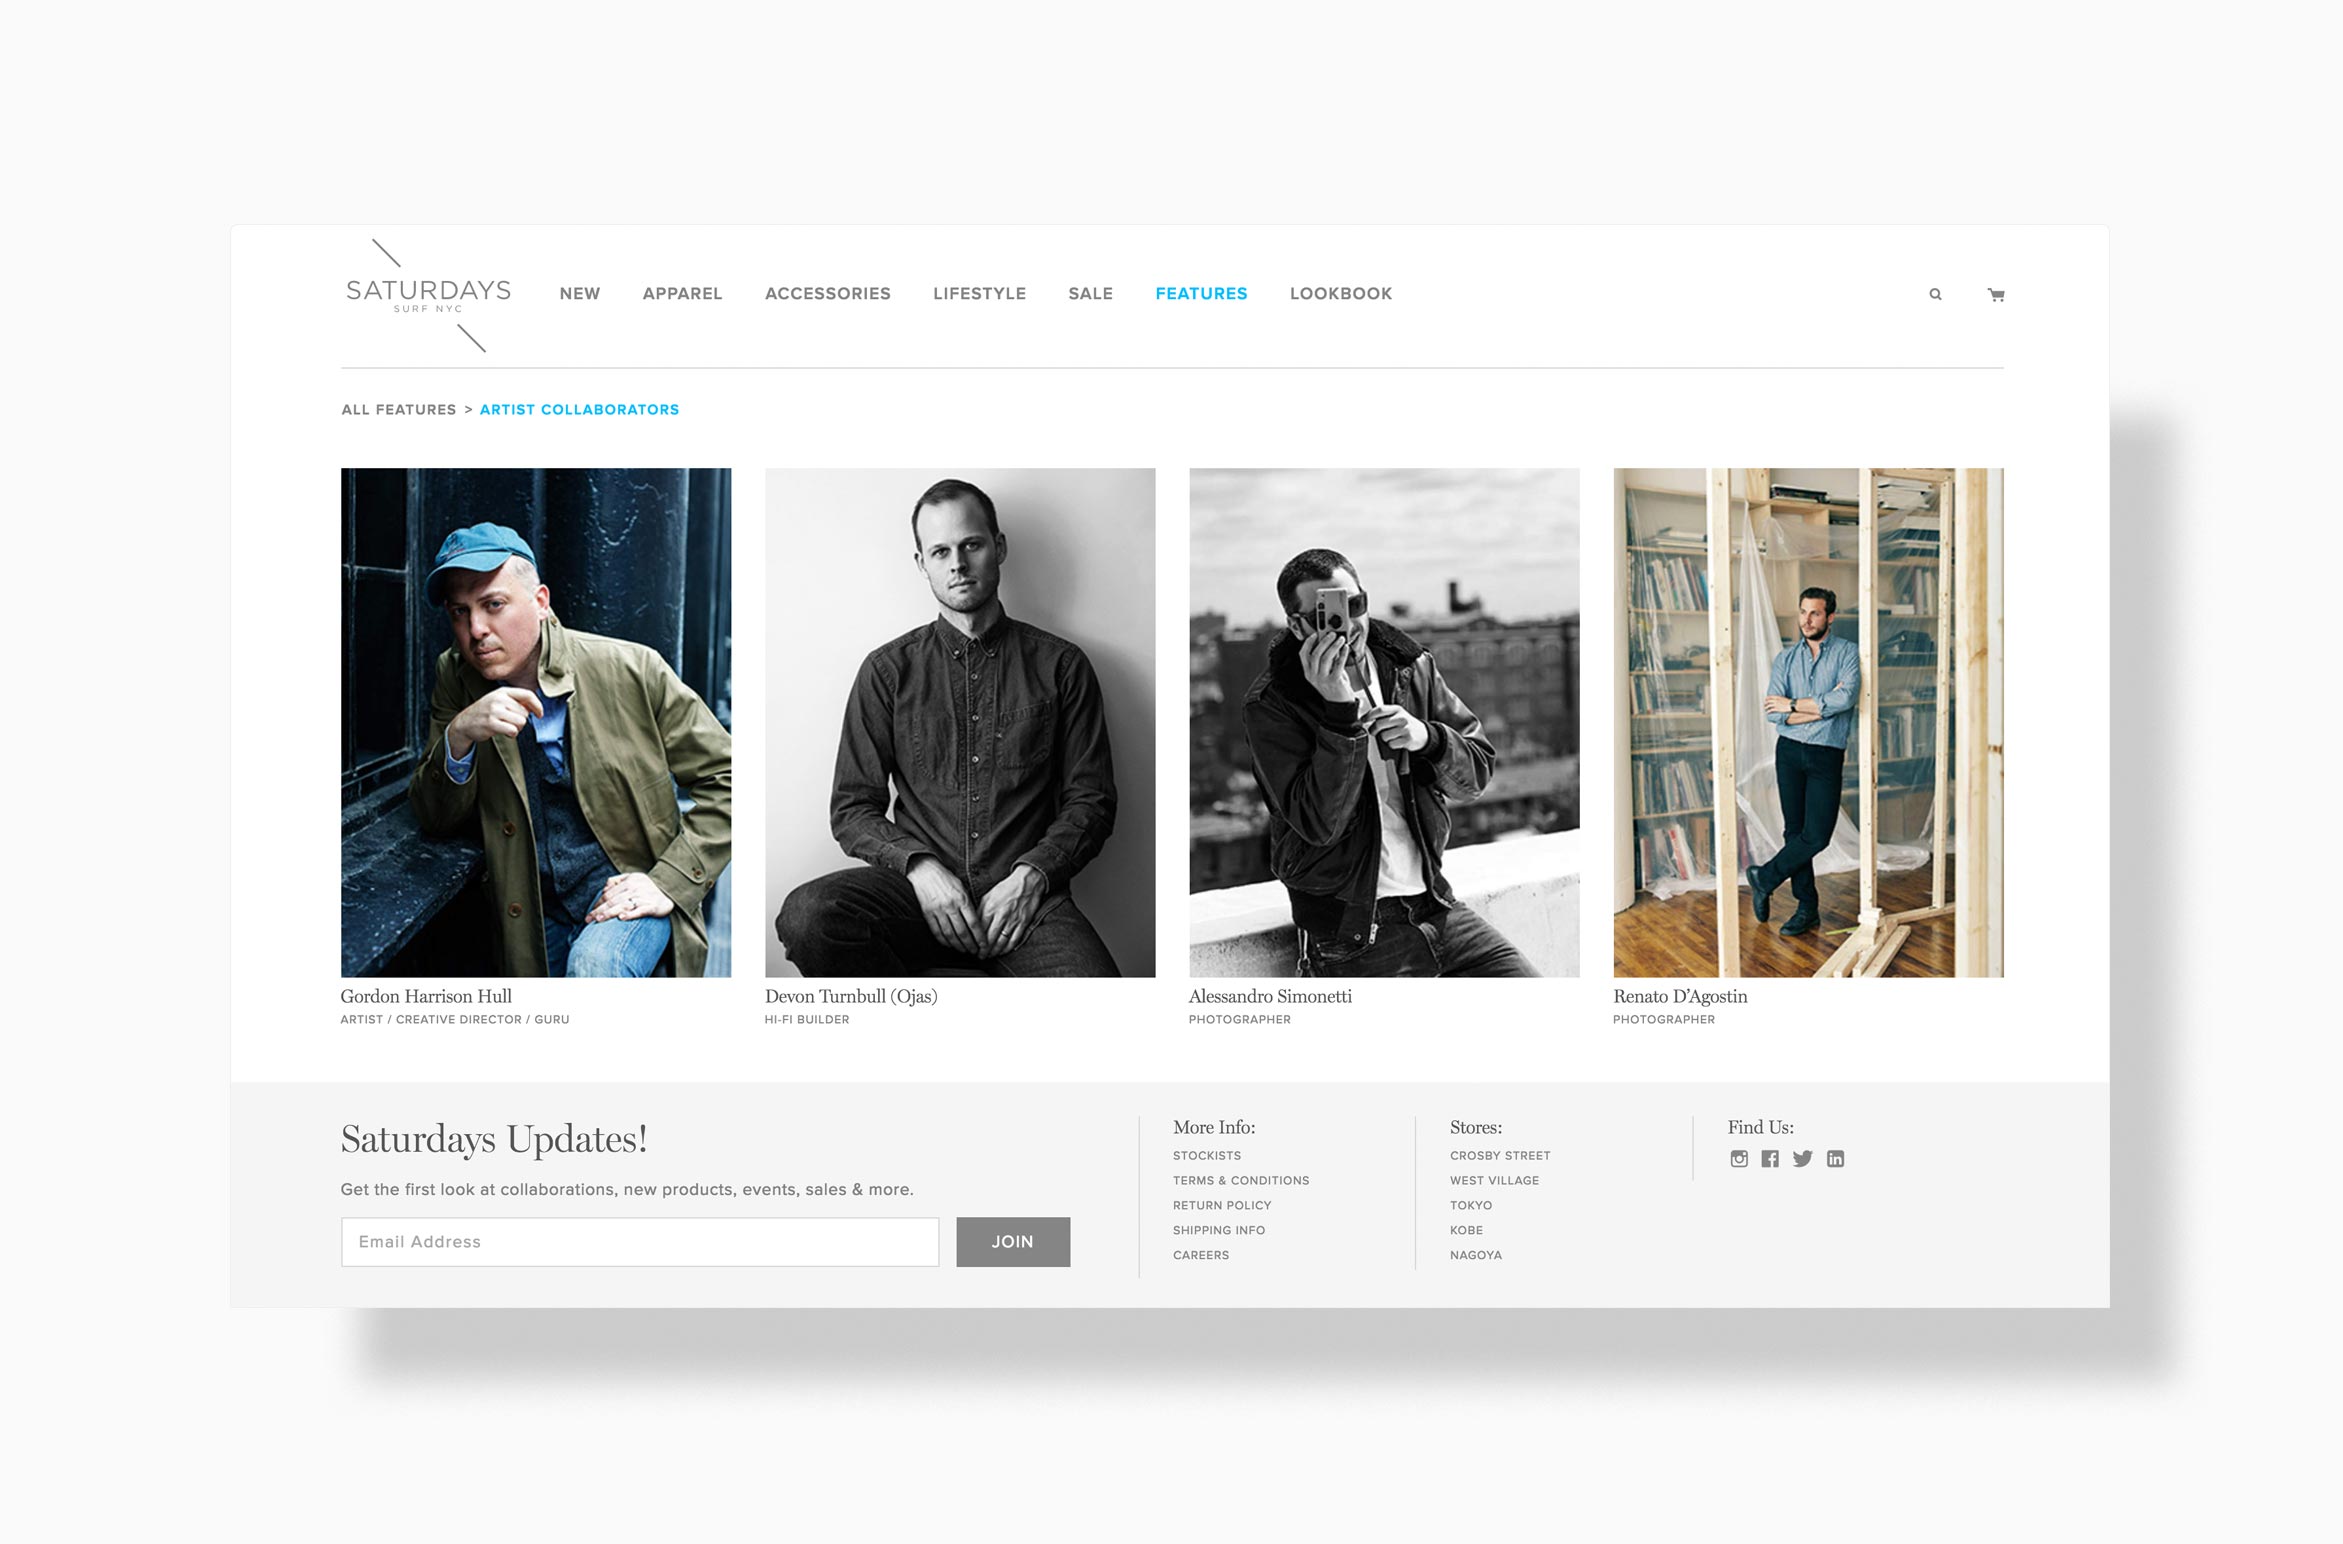 SATURDAYS
SURF NYC
NEW APPAREL ACCESSORIES LIFESTYLE SALE FEATURES LOOKBOOK
ALL FEATURES > ARTIST COLLABORATORS
Gordon Harrison Hull
ARTIST / CREATIVE DIRECTOR / GURU
Devon Turnbull (Ojas)
HI-FI BUILDER
Alessandro Simonetti
PHOTOGRAPHER
Renato D’Agostin
PHOTOGRAPHER
Saturdays Updates!
Get the first look at collaborations, new products, events, sales & more.
Email Address
JOIN
More Info:
STOCKISTS
TERMS & CONDITIONS
RETURN POLICY
SHIPPING INFO
CAREERS
Stores:
CROSBY STREET
WEST VILLAGE
TOKYO
KOBE
NAGOYA
Find Us: